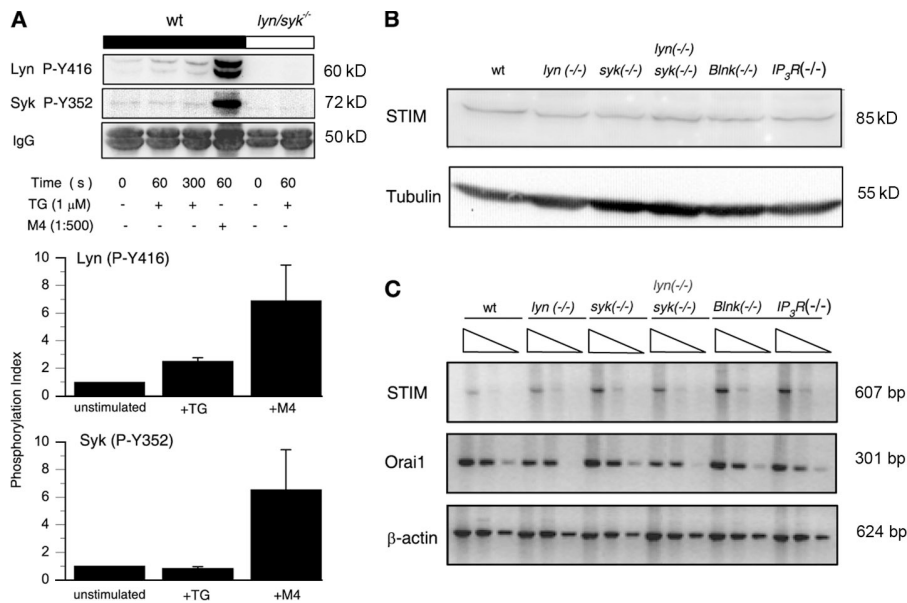 A
wt lyn/syk-/-
Lyn P-Y416 60 kD
Syk P-Y352 72 kD
IgG 50 kD
Time (s) 0 60 300 60 0 60
TG (1 µM) - + + - - +
M4 (1:500) - - - + - -
Phosphorylation Index
Lyn (P-Y416)
10
8
6
4
2
0
unstimulated +TG +M4
Syk (P-Y352)
10
8
6
4
2
0
unstimulated +TG +M4
B
lyn(-/-)
wt lyn (-/-) syk(-/-) syk(-/-) Blnk(-/-) IP3R(-/-)
STIM 85 kD
Tubulin 55 kD
C
lyn(-/-)
wt lyn (-/-) syk(-/-) syk(-/-) Blnk(-/-) IP3R(-/-)
STIM 607 bp
Orai1 301 bp
β-actin 624 bp